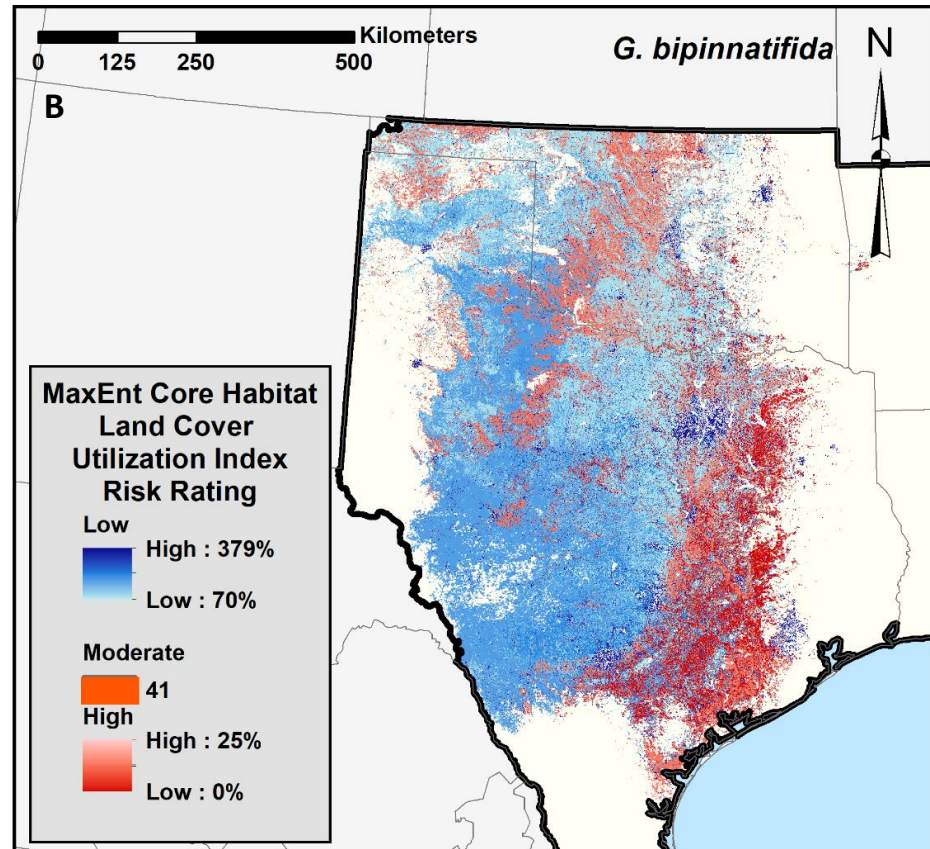 Kilometers
0 125 250 500
G. bipinnatifida
N
B
MaxEnt Core Habitat
Land Cover
Utilization Index
Risk Rating
Low
High : 379%
Low : 70%
Moderate
41
High
High : 25%
Low : 0%